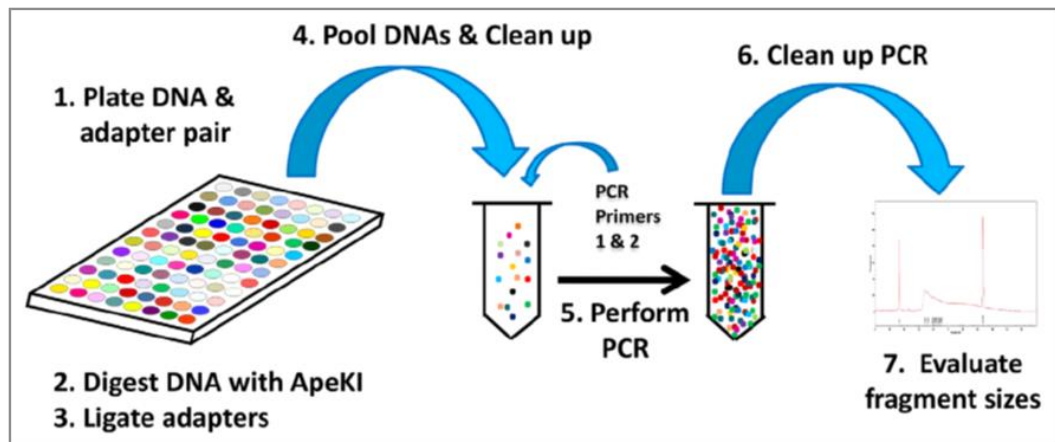 4. Pool DNAs & Clean up
6. Clean up PCR
1. Plate DNA &
adapter pair
PCR
Primers
1 & 2
5. Perform
PCR
2. Digest DNA with ApeKI
3. Ligate adapters
7. Evaluate
fragment sizes